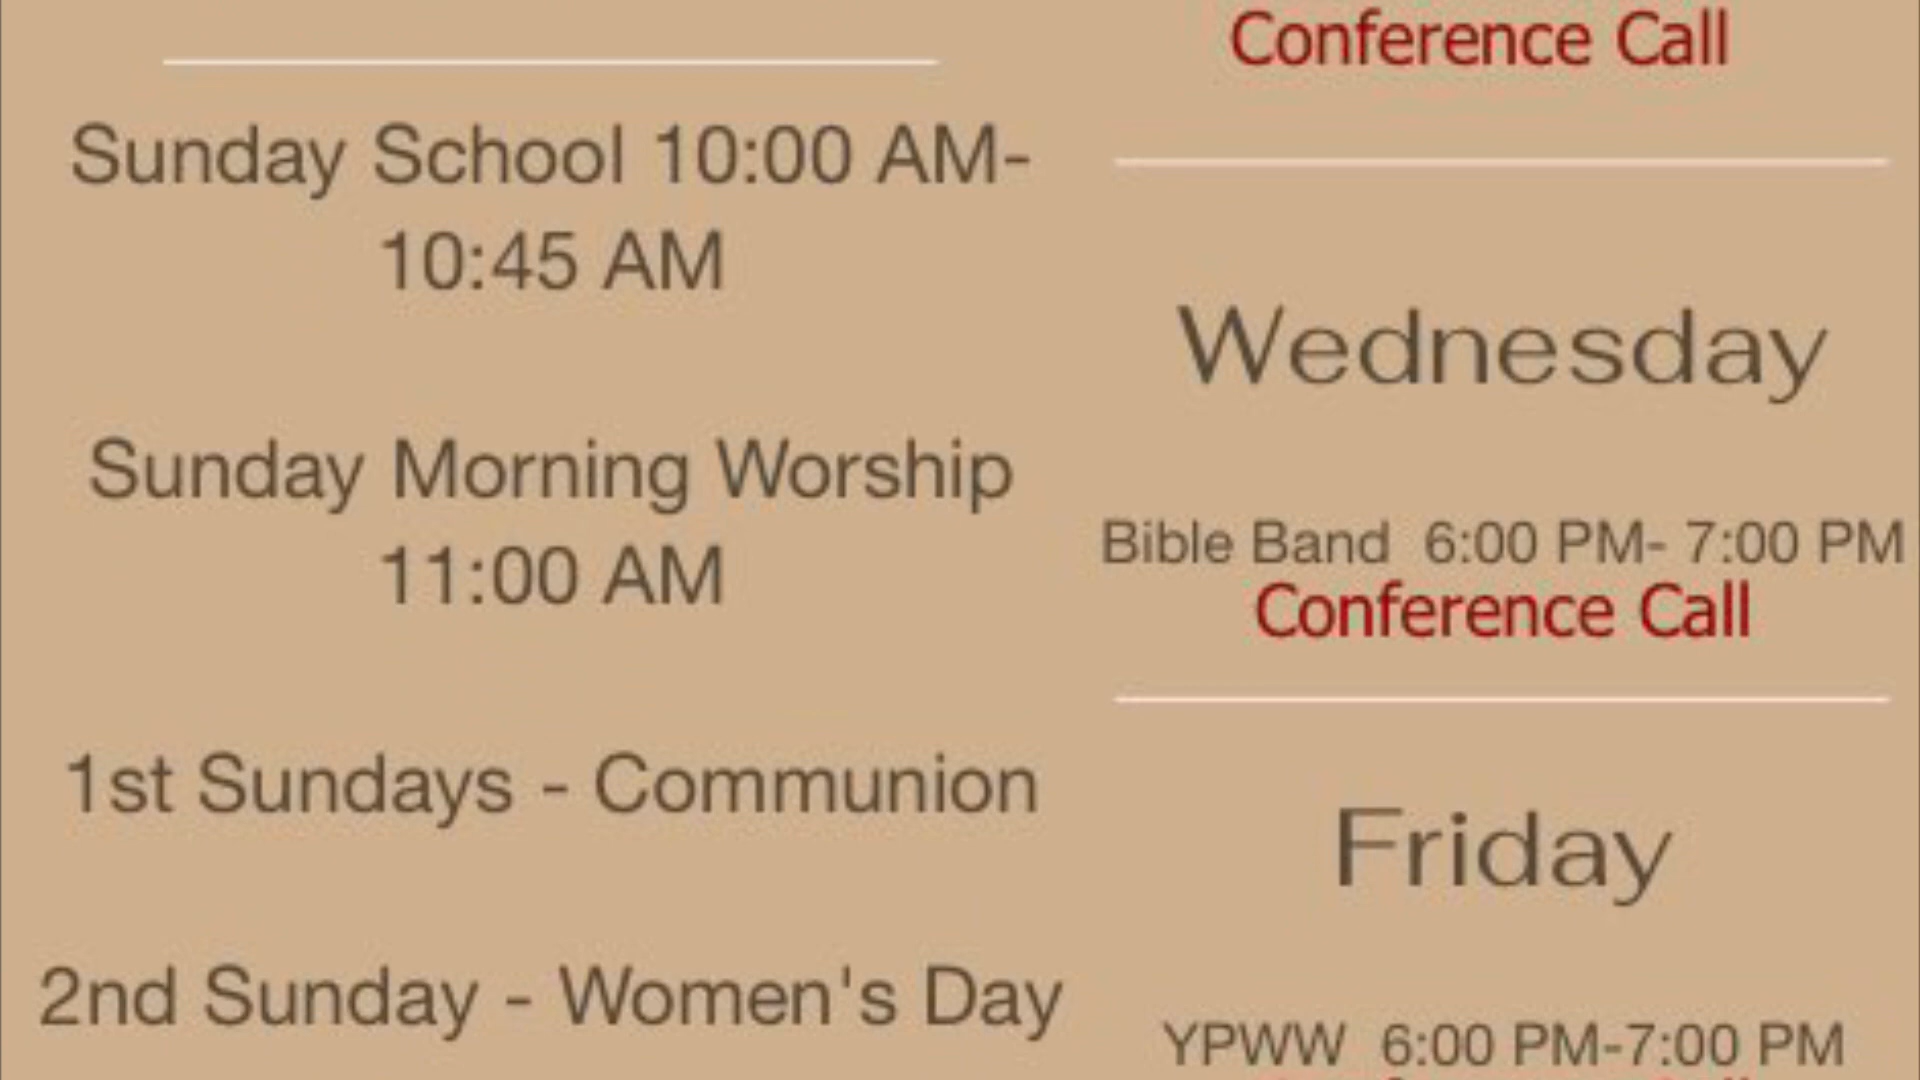 Sunday School 10:00 AM-
10:45 AM
Sunday Morning Worship
11:00 AM
1st Sundays - Communion
2nd Sunday - Women's Day
Conference Call
Wednesday
Bible Band 6:00 PM- 7:00 PM
Conference Call
Friday
YPWW 6:00 PM-7:00 PM